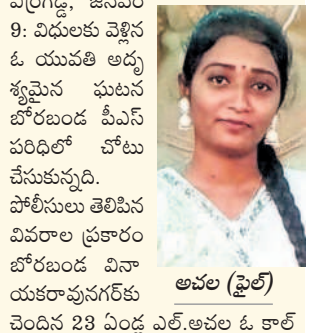 ఎర్రగడ్డ, జనవరి
9: విధులకు వెళ్లిన
ఓ యువతి అదృ
శ్యమైన ఘటన
బోరబండ పీఎస్
పరిధిలో చోటు
చేసుకున్నది.
పోలీసులు తెలిపిన
వివరాల ప్రకారం
బోరబండ వినా
యకరావునగర్‌కు
చెందిన 23 ఏండ్ల ఎల్.అచల ఓ కాల్
అచల (ఫైల్)